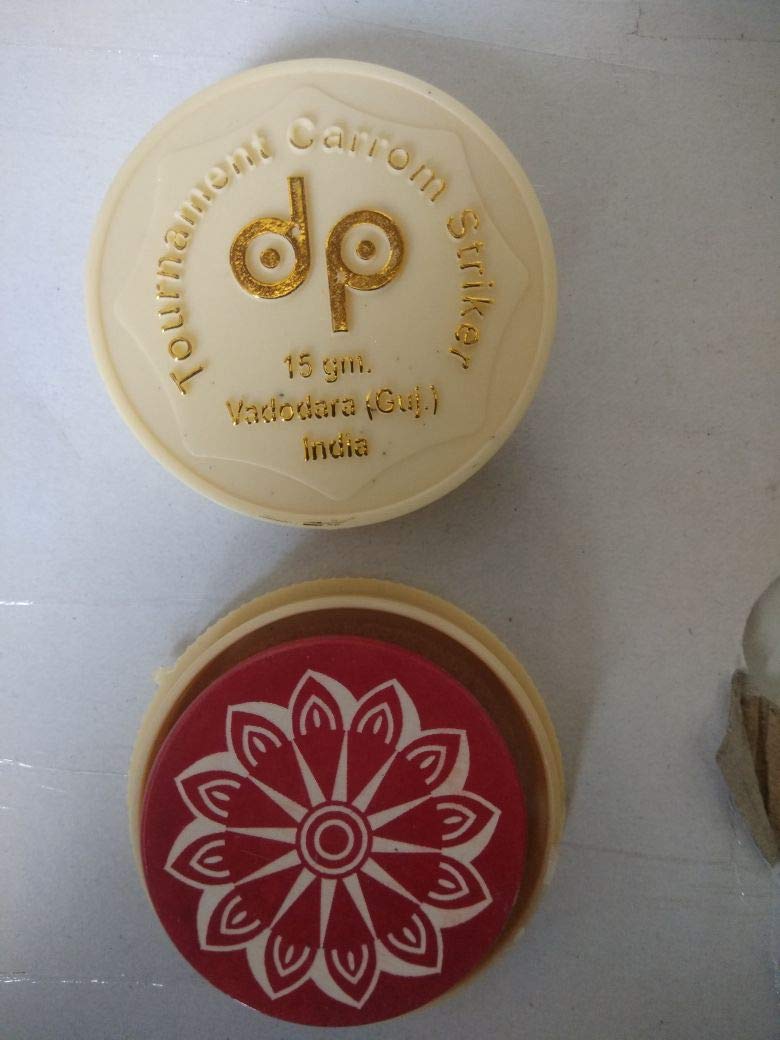 Tournament Carrom Striker
dp
15 gm.
Vadodara (Guj.)
India